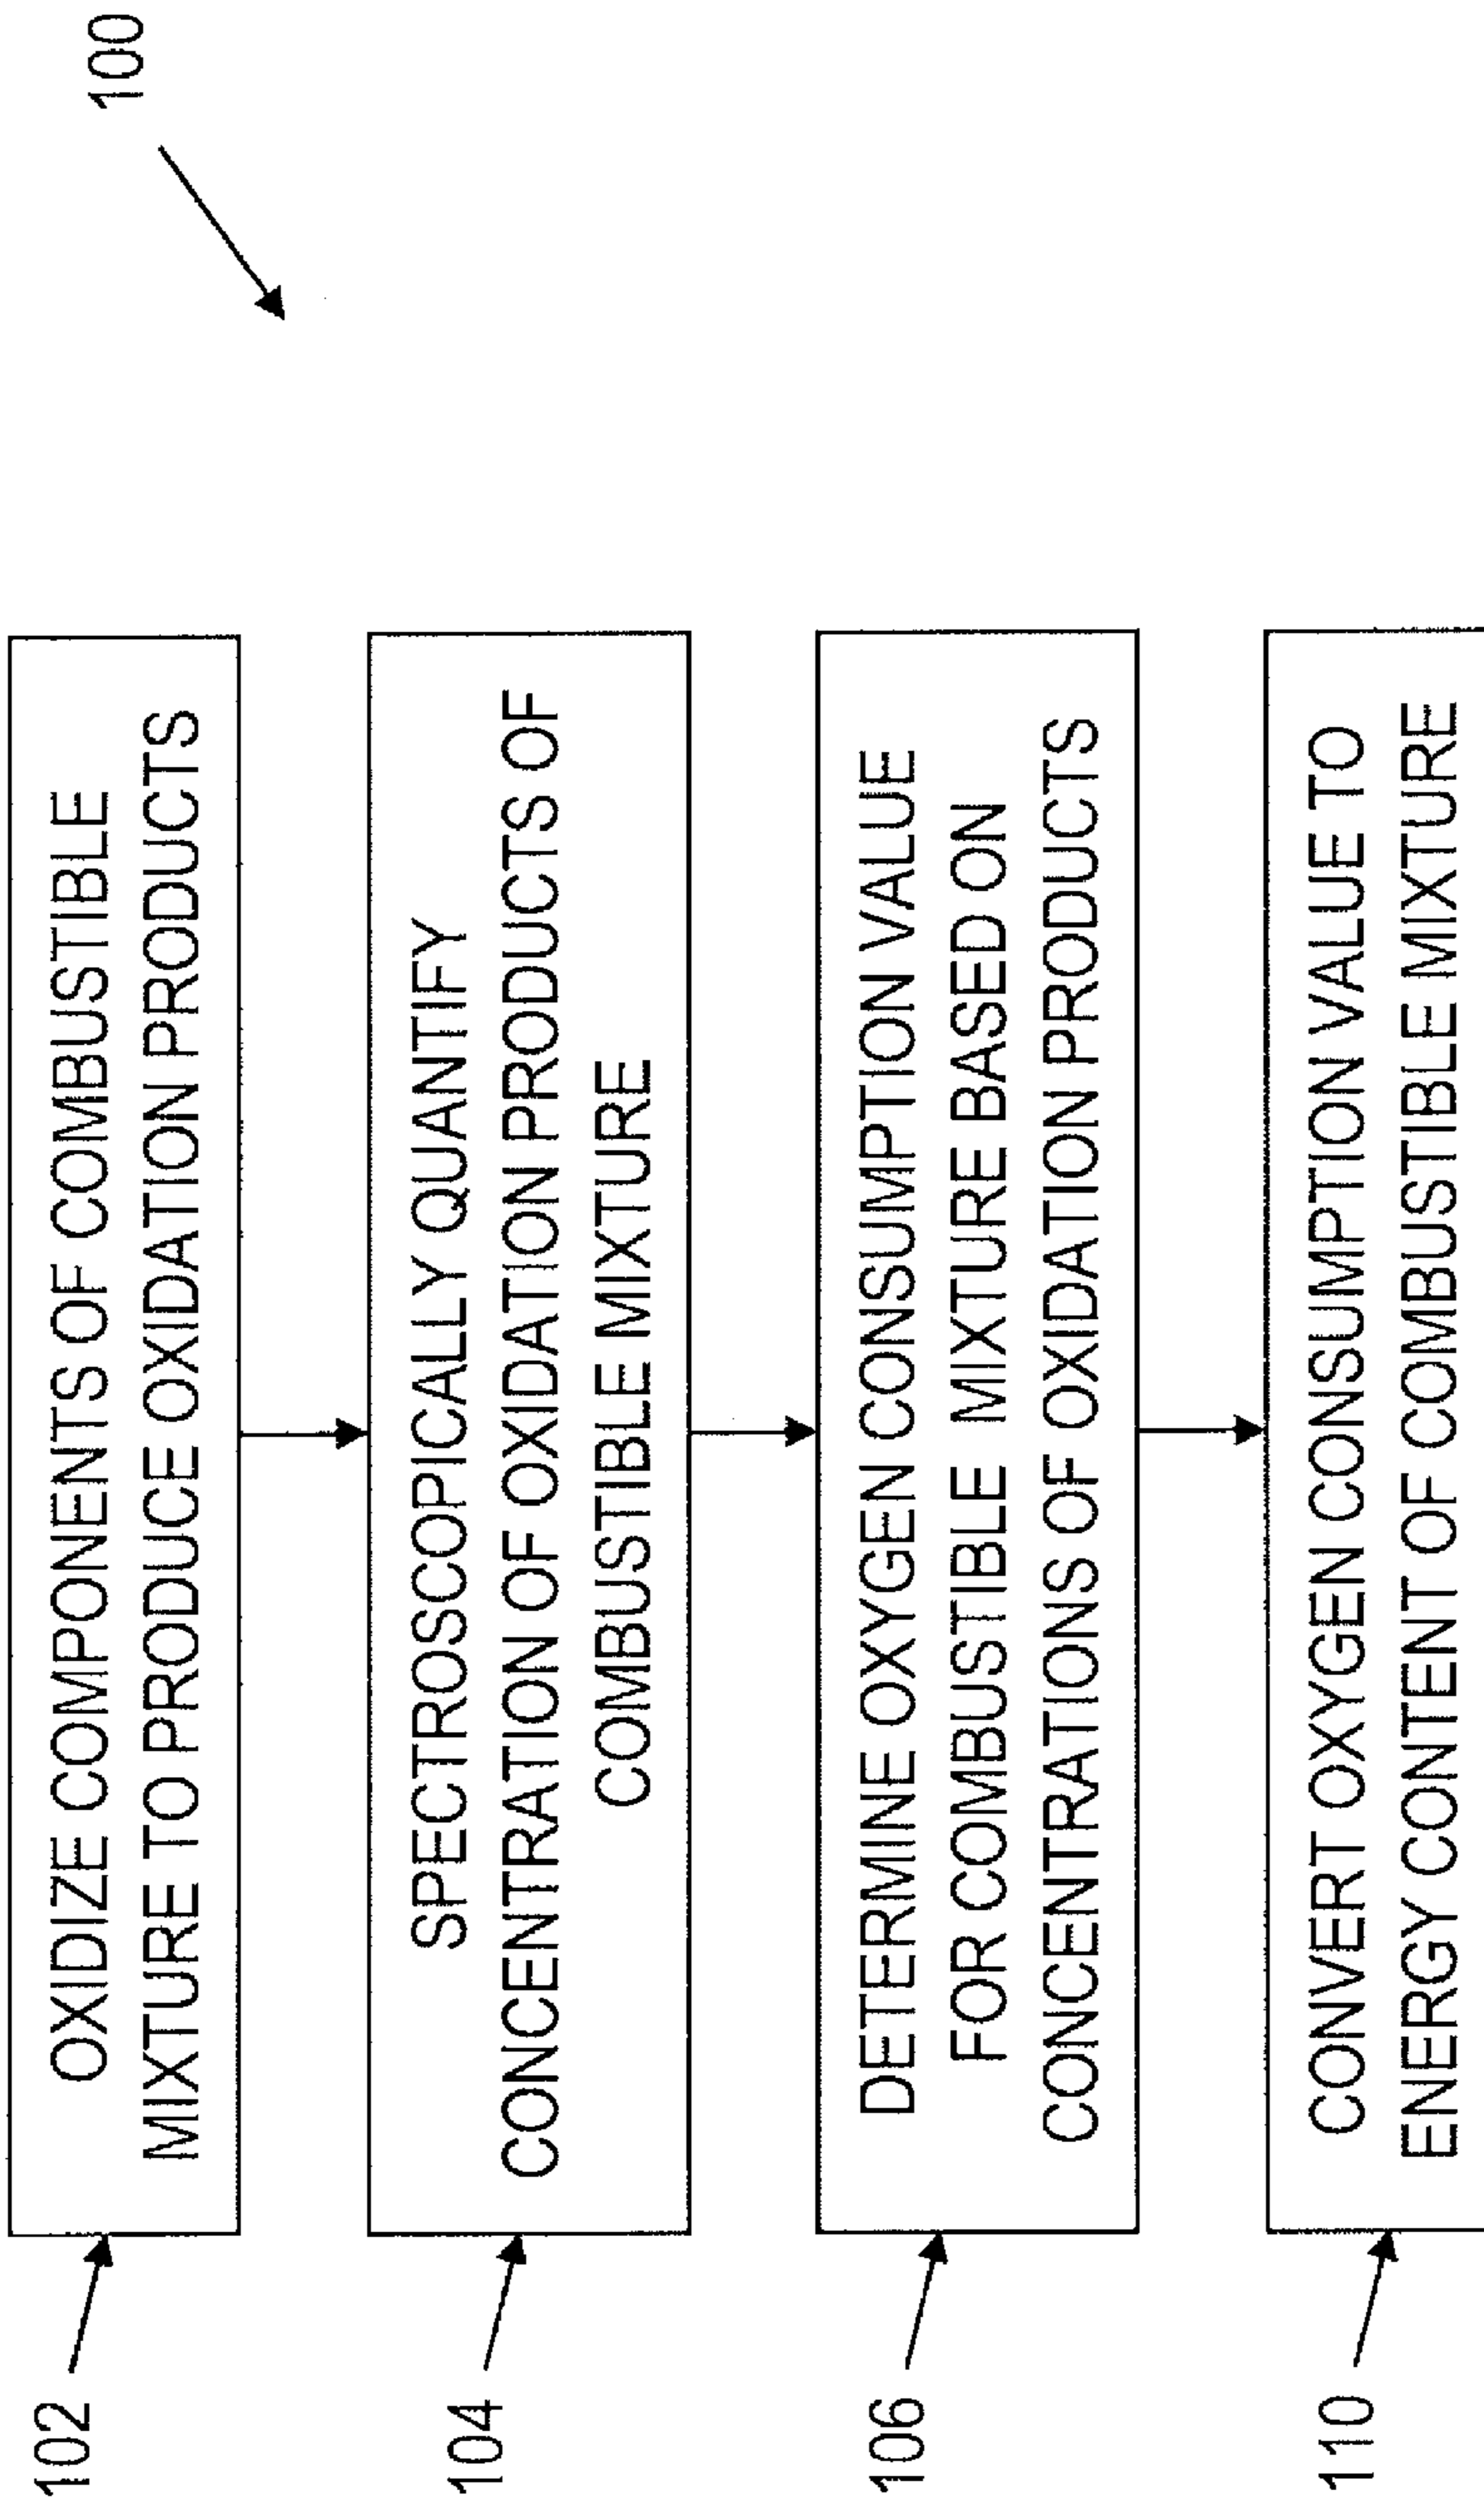 100
102
OXIDIZE COMPONENTS OF COMBUSTIBLE
MIXTURE TO PRODUCE OXIDATION PRODUCTS
104
SPECTROSCOPICALLY QUANTIFY
CONCENTRATION OF OXIDATION PRODUCTS OF
COMBUSTIBLE MIXTURE
106
DETERMINE OXYGEN CONSUMPTION VALUE
FOR COMBUSTIBLE MIXTURE BASED ON
CONCENTRATIONS OF OXIDATION PRODUCTS
110
CONVERT OXYGEN CONSUMPTION VALUE TO
ENERGY CONTENT OF COMBUSTIBLE MIXTURE